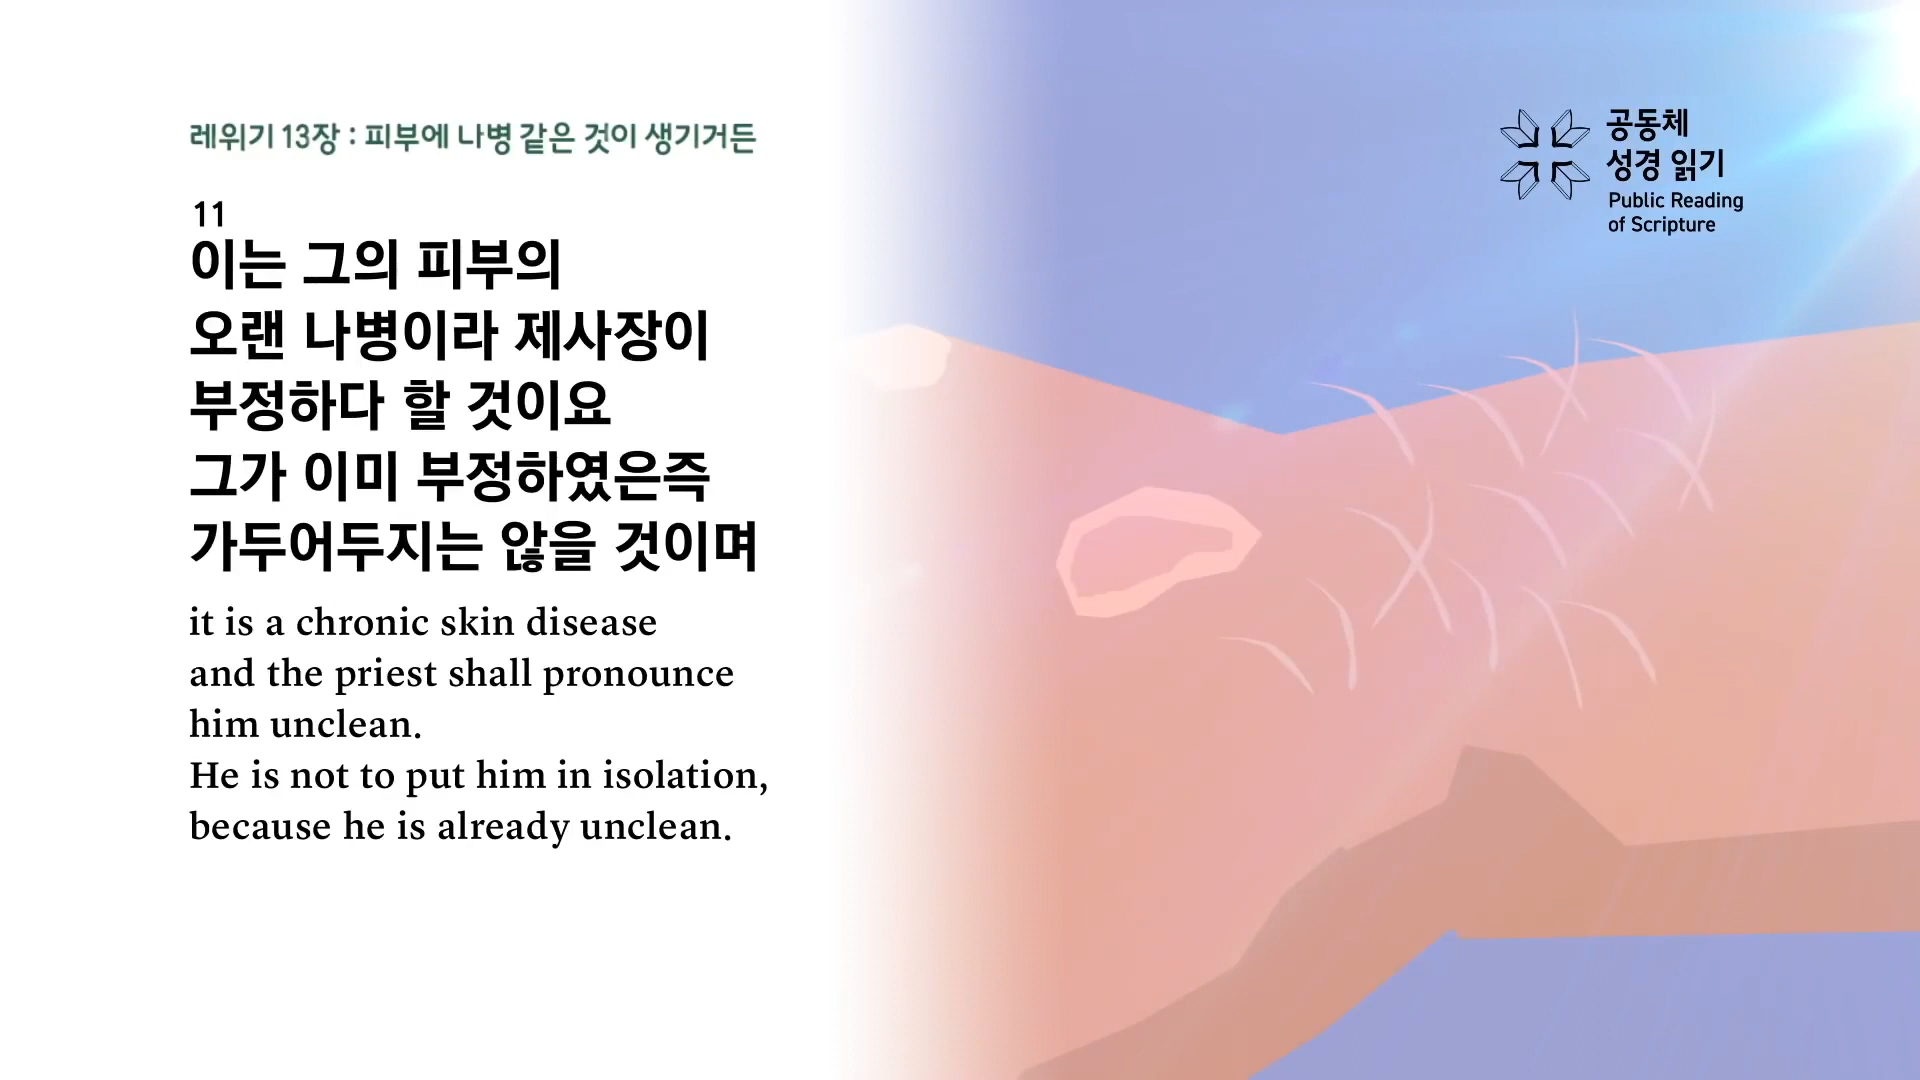 레위기 13장 : 피부에 나병 같은 것이 생기거든
11
이는 그의 피부의
오랜 나병이라 제사장이
부정하다 할 것이요
그가 이미 부정하였은즉
가두어두지는 않을 것이며
it is a chronic skin disease
and the priest shall pronounce
him unclean.
He is not to put him in isolation,
because he is already unclean.
공동체
성경 읽기
Public Reading
of Scripture